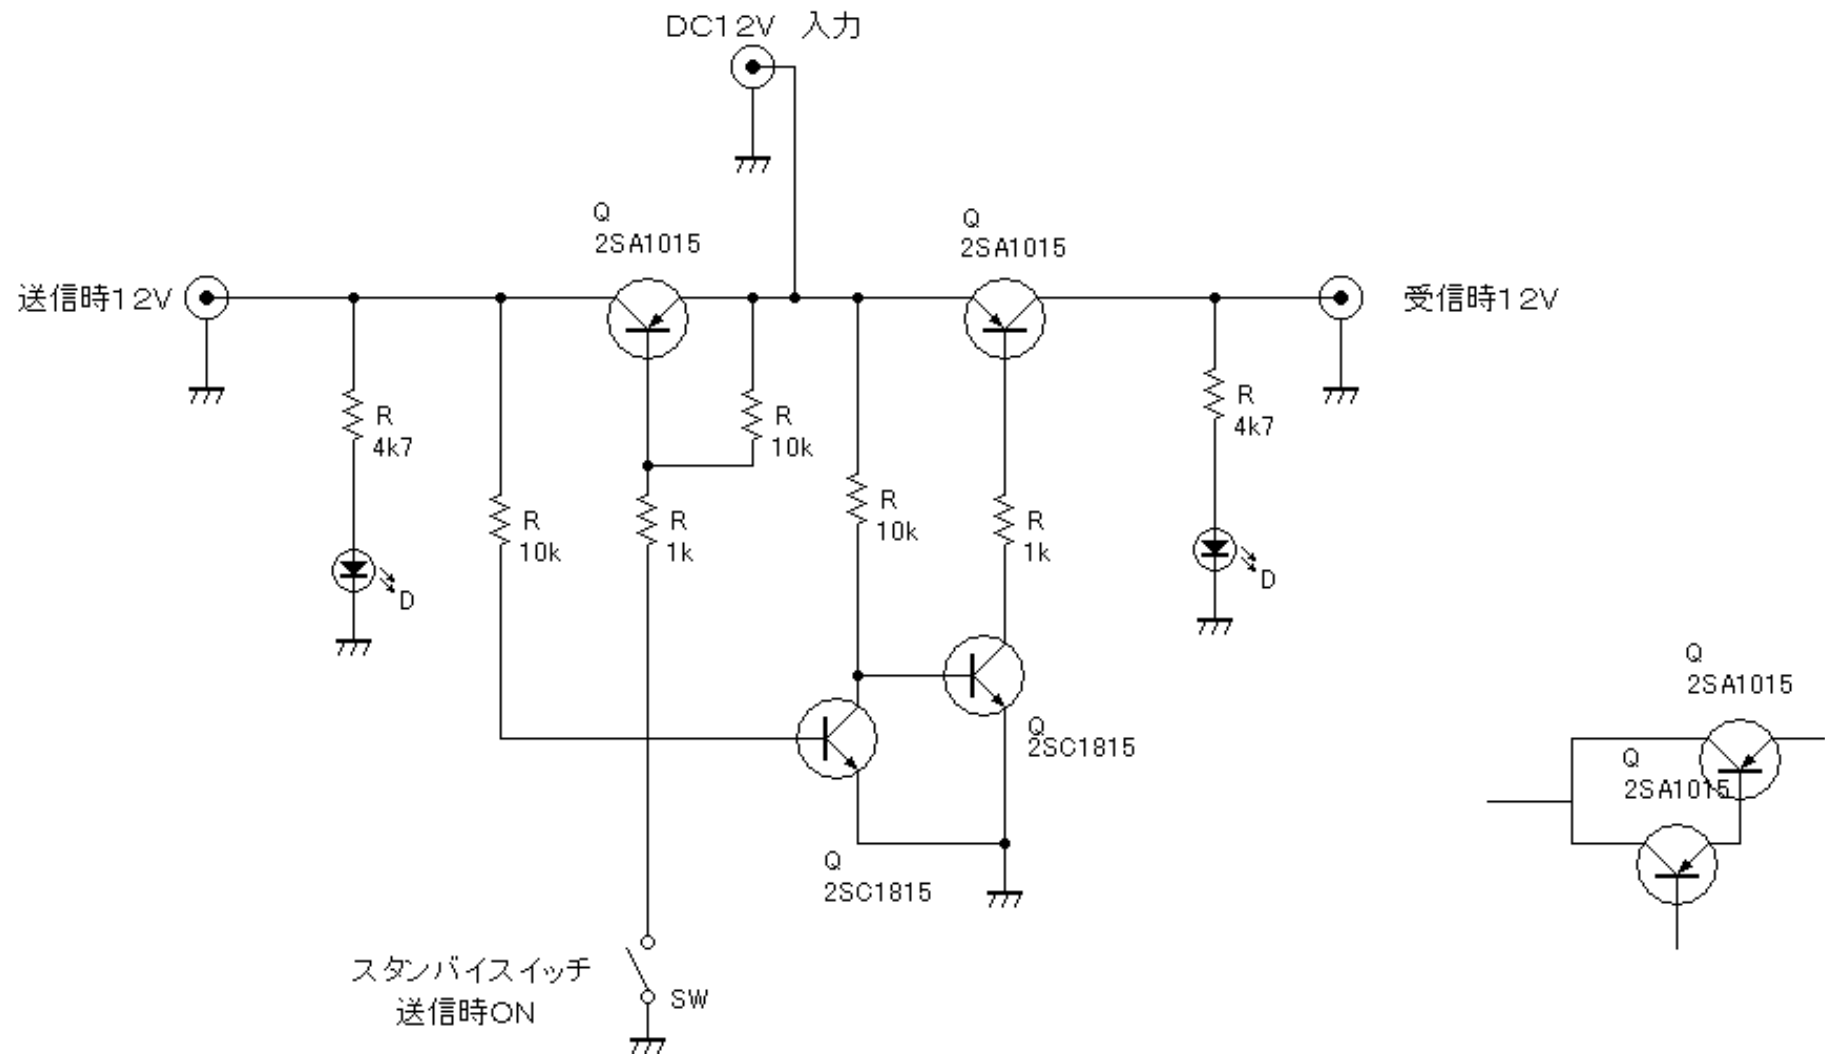 DC12V 入力
Q
2SA1015
Q
2SA1015
送信時12V
受信時12V
R
4k7
R
10k
R
4k7
R
10k
R
10k
R
1k
R
1k
D
D
Q
2SA1015
Q
2SC1815
Q
2SA1015
Q
2SC1815
スタンバイスイッチ
送信時ON
SW